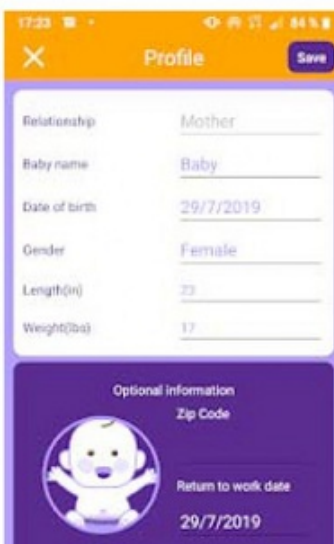 17:23 84 %
Profile Save
Relationship Mother
Baby name Baby
Date of birth 29/7/2019
Gender Female
Length(in) 23
Weight(lbs) 17
Optional information
Zip Code
Return to work date
29/7/2019